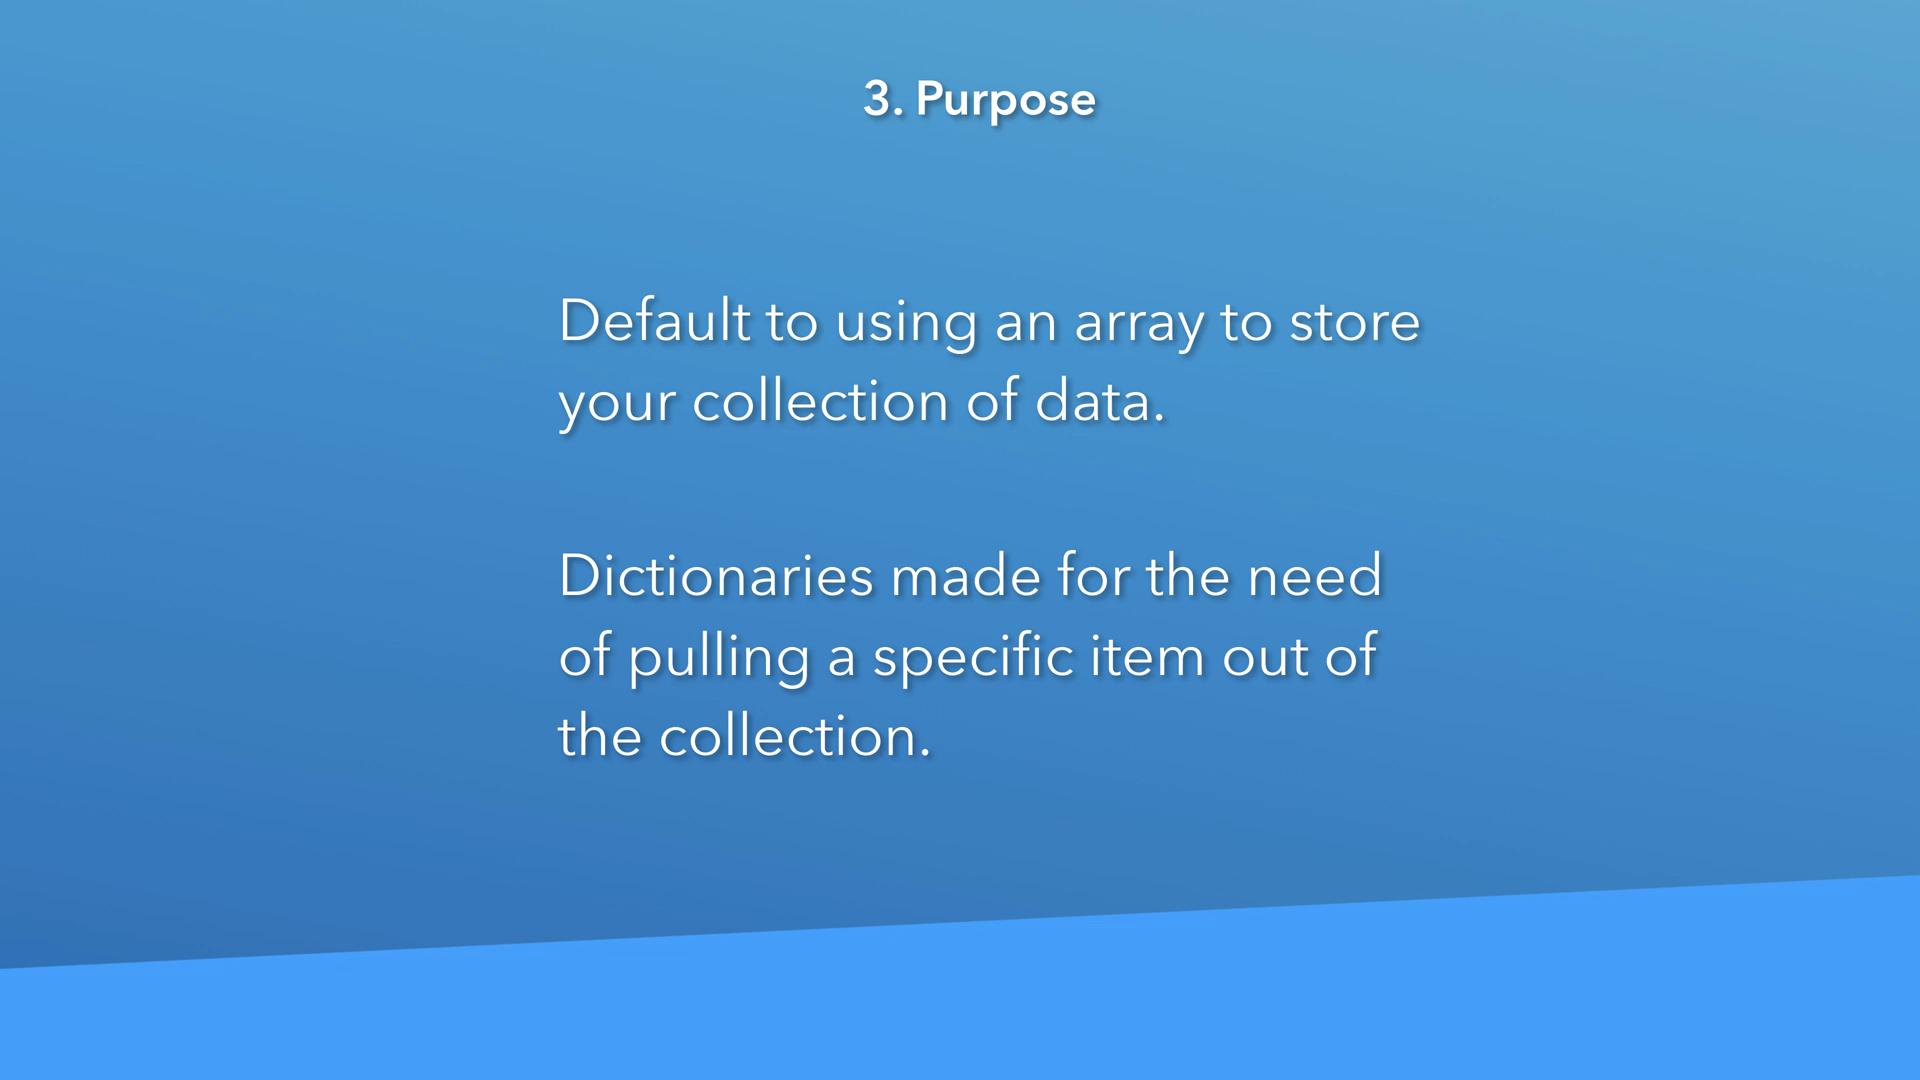 3. Purpose
Default to using an array to store
your collection of data.
Dictionaries made for the need
of pulling a specific item out of
the collection.